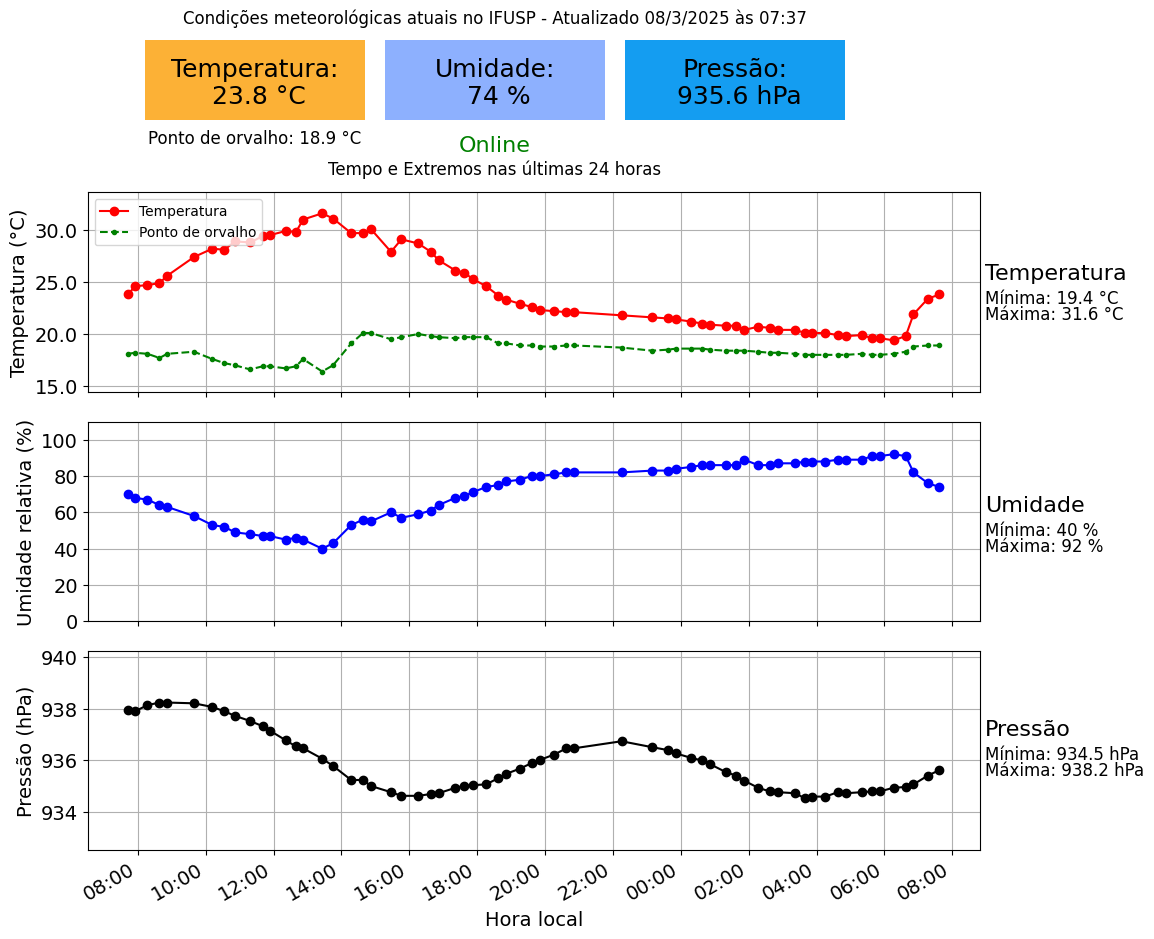 Condições meteorológicas atuais no IFUSP - Atualizado 08/3/2025 às 07:37
Temperatura:
23.8 °C
Umidade:
74 %
Pressão:
935.6 hPa
Ponto de orvalho: 18.9 °C
Online
Tempo e Extremos nas últimas 24 horas
Temperatura (°C)
30.0
25.0
20.0
15.0
Temperatura
Ponto de orvalho
Temperatura
Mínima: 19.4 °C
Máxima: 31.6 °C
Umidade relativa (%)
100
80
60
40
20
0
Umidade
Mínima: 40 %
Máxima: 92 %
Pressão (hPa)
940
938
936
934
Pressão
Mínima: 934.5 hPa
Máxima: 938.2 hPa
08:00 10:00 12:00 14:00 16:00 18:00 20:00 22:00 00:00 02:00 04:00 06:00 08:00
Hora local